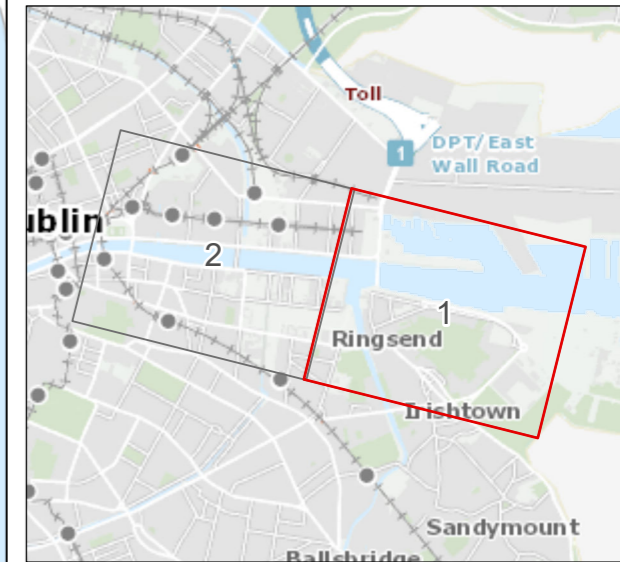 Toll
1
DPT/East
Wall Road
ublin
2
1
Ringsend
Irishtown
Sandymount
Ballsbridge